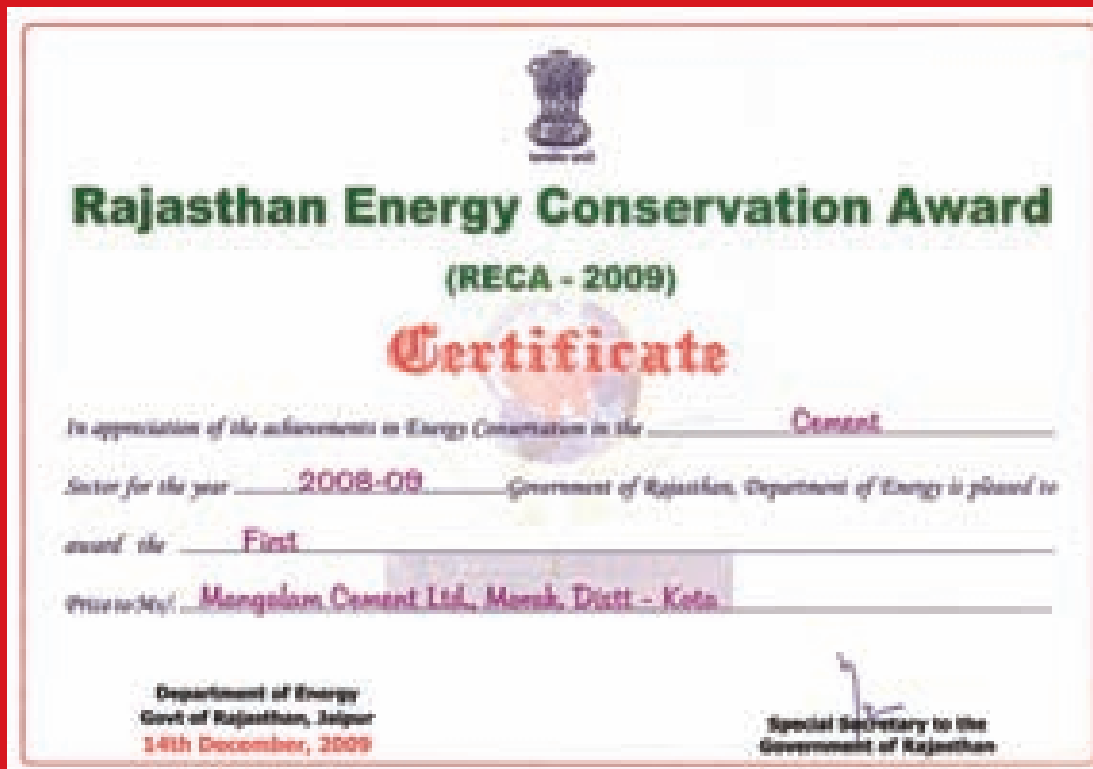 Rajasthan Energy Conservation Award
(RECA - 2009)
Certificate
In appreciation of the achievements in Energy Conservation in the Cement
Sector for the year 2008-09 Government of Rajasthan, Department of Energy is pleased to
award the First
Prize to M/s. Mangalam Cement Ltd., Morak, Distt - Kota
Department of Energy
Govt of Rajasthan, Jaipur
14th December, 2009
Special Secretary to the
Government of Rajasthan